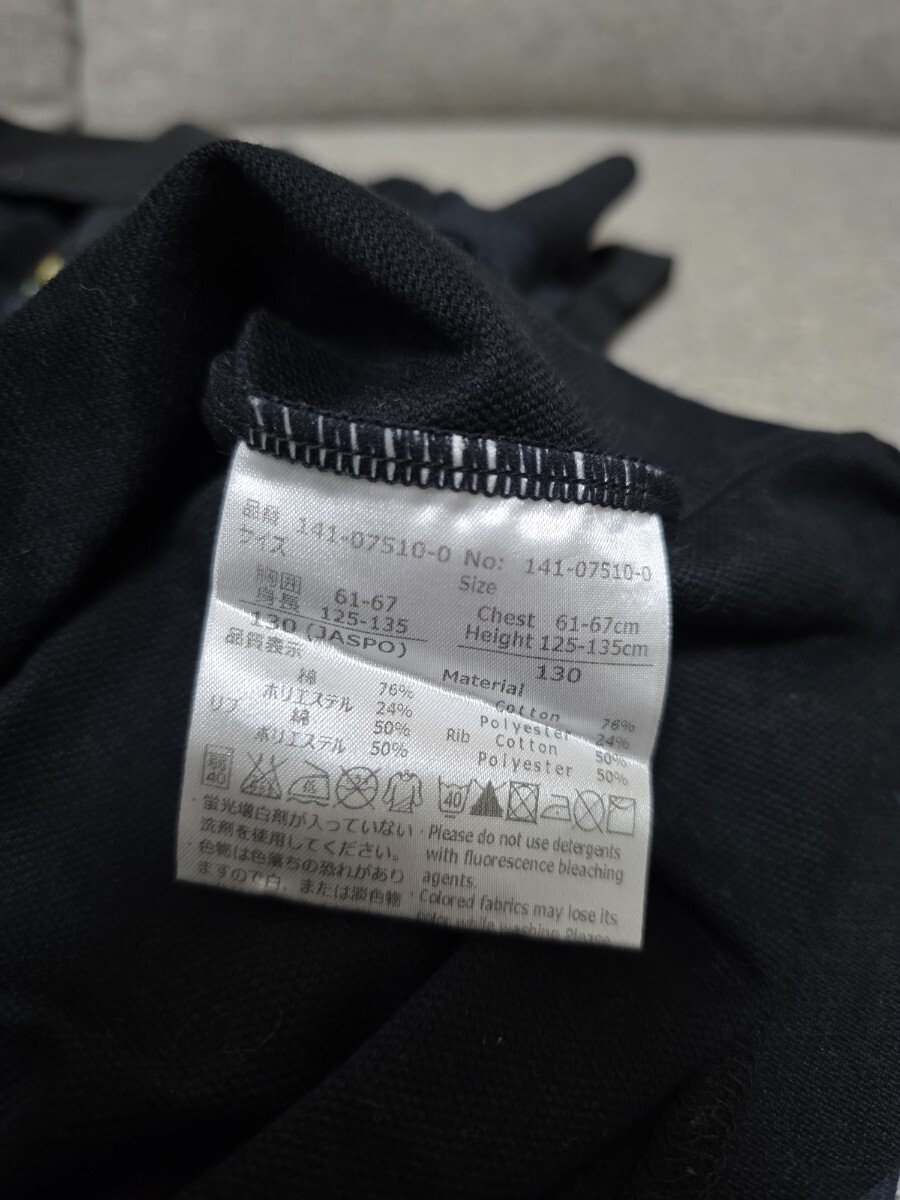 品番 141-07510-0 No: 141-07510-0
サイズ Size
胸囲 61-67 Chest 61-67cm
身長 125-135 Height 125-135cm
130 (JASPO) 130
品質表示 Material
綿 76% Cotton 76%
ポリエステル 24% Polyester 24%
リブ 綿 50% Rib Cotton 50%
ポリエステル 50% Polyester 50%
40 40
・蛍光増白剤が入っていない
洗剤を使用してください。
・色物は色落ちの恐れがあり
ますので白、または淡色物
・Please do not use detergents
with fluorescence bleaching
agents.
・Colored fabrics may lose its
color while washing. Please